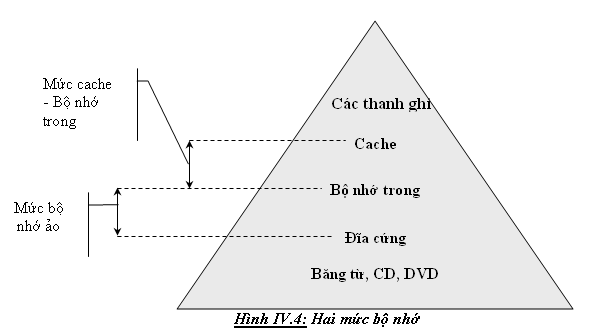 Các thanh ghi
Mức cache
- Bộ nhớ
trong
Cache
Bộ nhớ trong
Mức bộ
nhớ ảo
Đĩa cứng
Băng từ, CD, DVD
Hình IV.4: Hai mức bộ nhớ